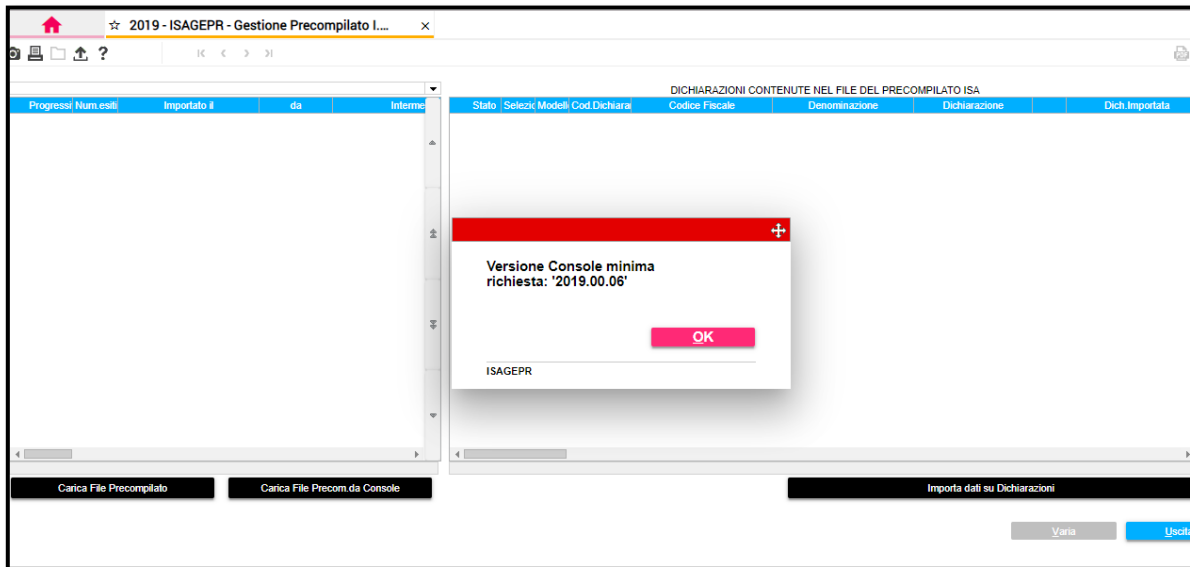 ☆ 2019 - ISAGEPR - Gestione Precompilato I.... ×
?
DICHIARAZIONI CONTENUTE NEL FILE DEL PRECOMPILATO ISA
Progressi Num.esiti Importato il da Interme
Stato Selezio Modell Cod.Dichiara Codice Fiscale Denominazione Dichiarazione Dich.Importata
Versione Console minima
richiesta: '2019.00.06'
OK
ISAGEPR
Carica File Precompilato Carica File Precom.da Console Importa dati su Dichiarazioni
Varia Uscita